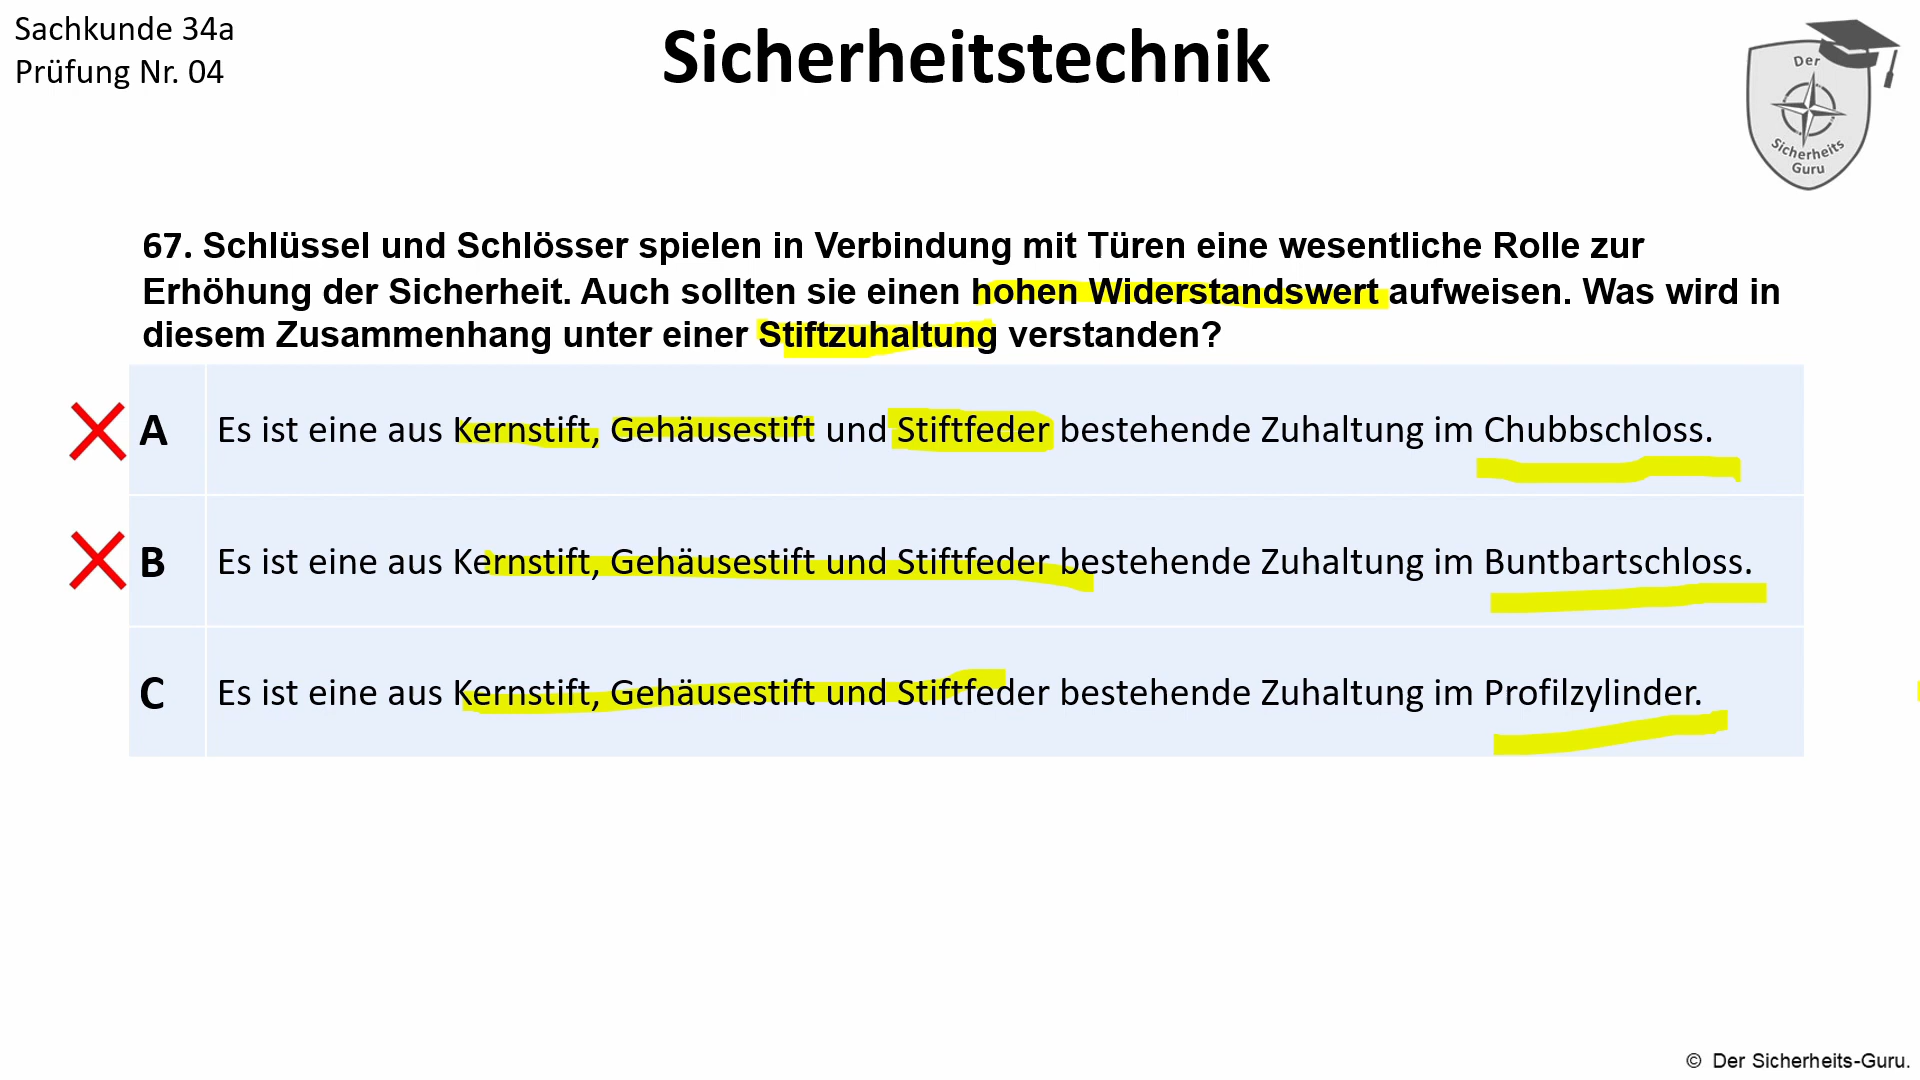 Sachkunde 34a
Prüfung Nr. 04
Sicherheitstechnik
Der
Sicherheits
Guru
67. Schlüssel und Schlösser spielen in Verbindung mit Türen eine wesentliche Rolle zur
Erhöhung der Sicherheit. Auch sollten sie einen hohen Widerstandswert aufweisen. Was wird in
diesem Zusammenhang unter einer Stiftzuhaltung verstanden?
A Es ist eine aus Kernstift, Gehäusestift und Stiftfeder bestehende Zuhaltung im Chubbschloss.
B Es ist eine aus Kernstift, Gehäusestift und Stiftfeder bestehende Zuhaltung im Buntbartschloss.
C Es ist eine aus Kernstift, Gehäusestift und Stiftfeder bestehende Zuhaltung im Profilzylinder.
© Der Sicherheits-Guru.